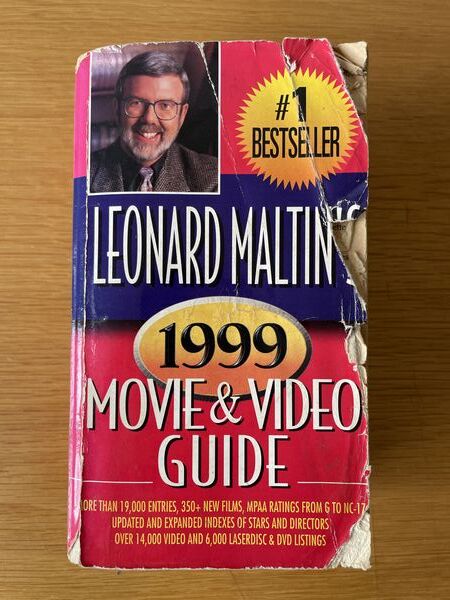 #1
BESTSELLER
LEONARD MALTIN'S
1999
MOVIE & VIDEO
GUIDE
ORE THAN 19,000 ENTRIES, 350+ NEW FILMS, MPAA RATINGS FROM G TO NC-17
UPDATED AND EXPANDED INDEXES OF STARS AND DIRECTORS
OVER 14,000 VIDEO AND 6,000 LASERDISC & DVD LISTINGS